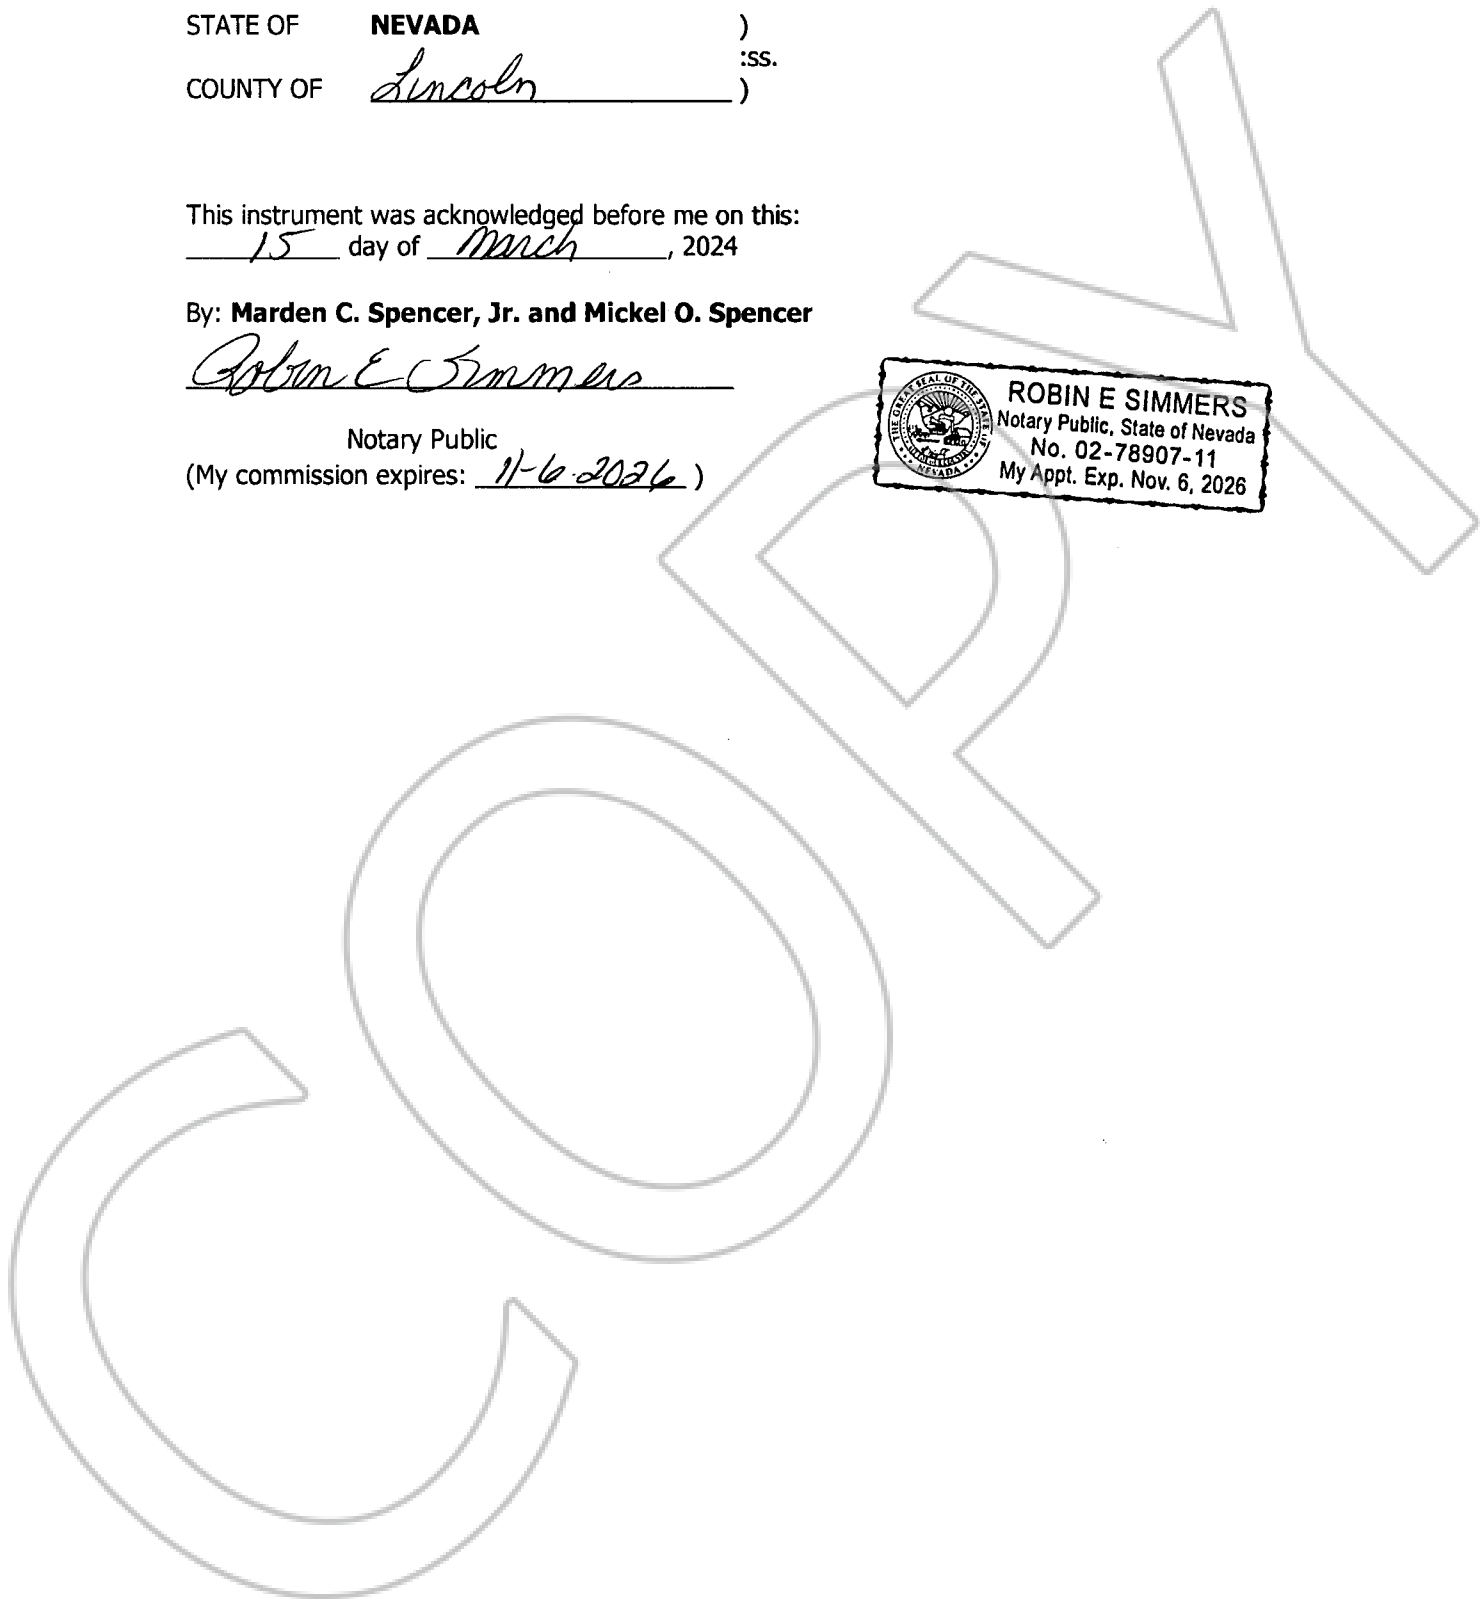 STATE OF NEVADA )
:ss.
COUNTY OF Lincoln )
This instrument was acknowledged before me on this:
15 day of March, 2024
By: Marden C. Spencer, Jr. and Mickel O. Spencer
Robin E Simmers
Notary Public
(My commission expires: 11-6-2026 )
THE GREAT SEAL OF THE STATE OF NEVADA
ROBIN E SIMMERS
Notary Public, State of Nevada
No. 02-78907-11
My Appt. Exp. Nov. 6, 2026
COPY